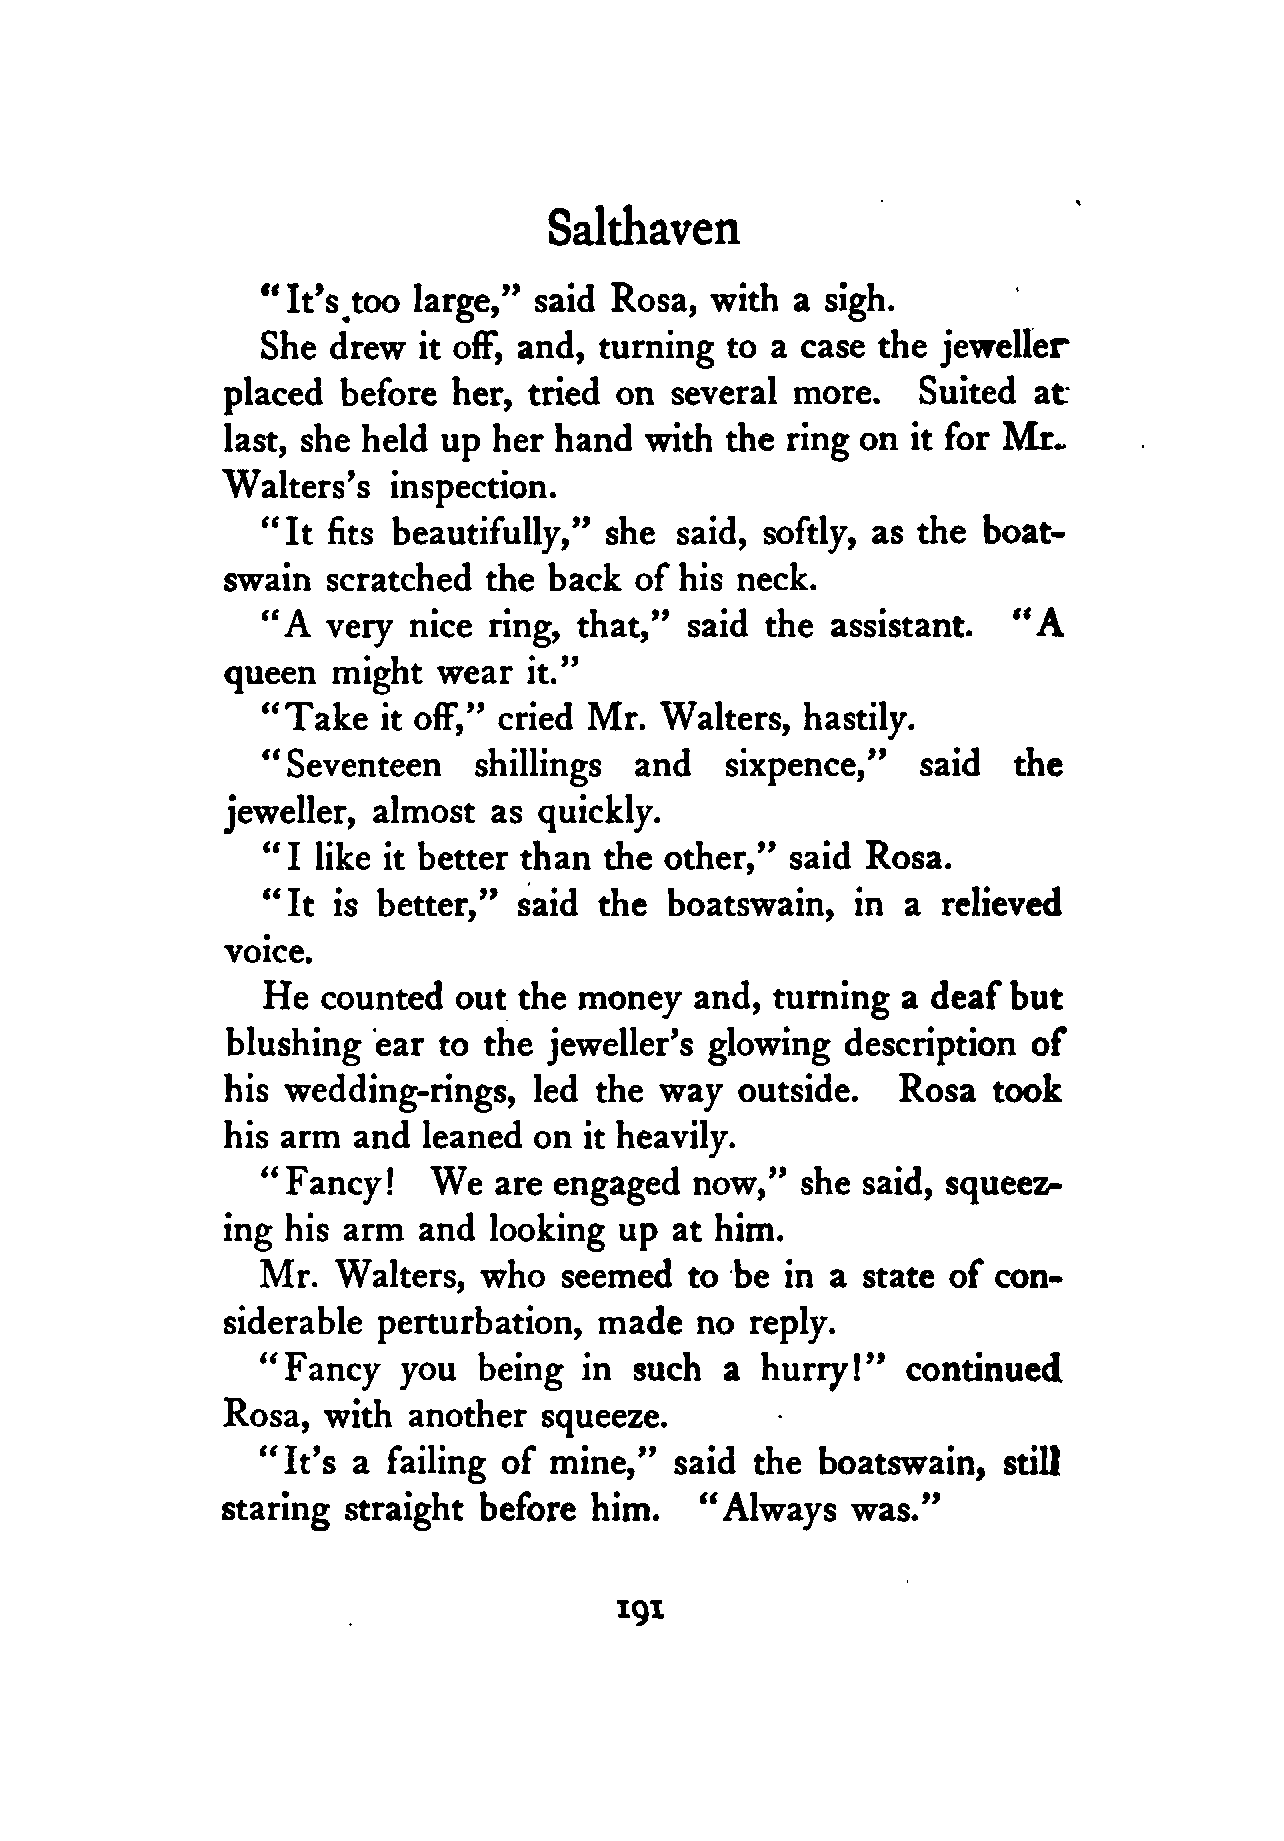 Salthaven
“It’s too large,” said Rosa, with a sigh.
She drew it off, and, turning to a case the jeweller
placed before her, tried on several more. Suited at
last, she held up her hand with the ring on it for Mr.
Walters’s inspection.
“It fits beautifully,” she said, softly, as the boat-
swain scratched the back of his neck.
“A very nice ring, that,” said the assistant. “A
queen might wear it.”
“Take it off,” cried Mr. Walters, hastily.
“Seventeen shillings and sixpence,” said the
jeweller, almost as quickly.
“I like it better than the other,” said Rosa.
“It is better,” said the boatswain, in a relieved
voice.
He counted out the money and, turning a deaf but
blushing ear to the jeweller’s glowing description of
his wedding-rings, led the way outside. Rosa took
his arm and leaned on it heavily.
“Fancy! We are engaged now,” she said, squeez-
ing his arm and looking up at him.
Mr. Walters, who seemed to be in a state of con-
siderable perturbation, made no reply.
“Fancy you being in such a hurry!” continued
Rosa, with another squeeze.
“It’s a failing of mine,” said the boatswain, still
staring straight before him. “Always was.”
191